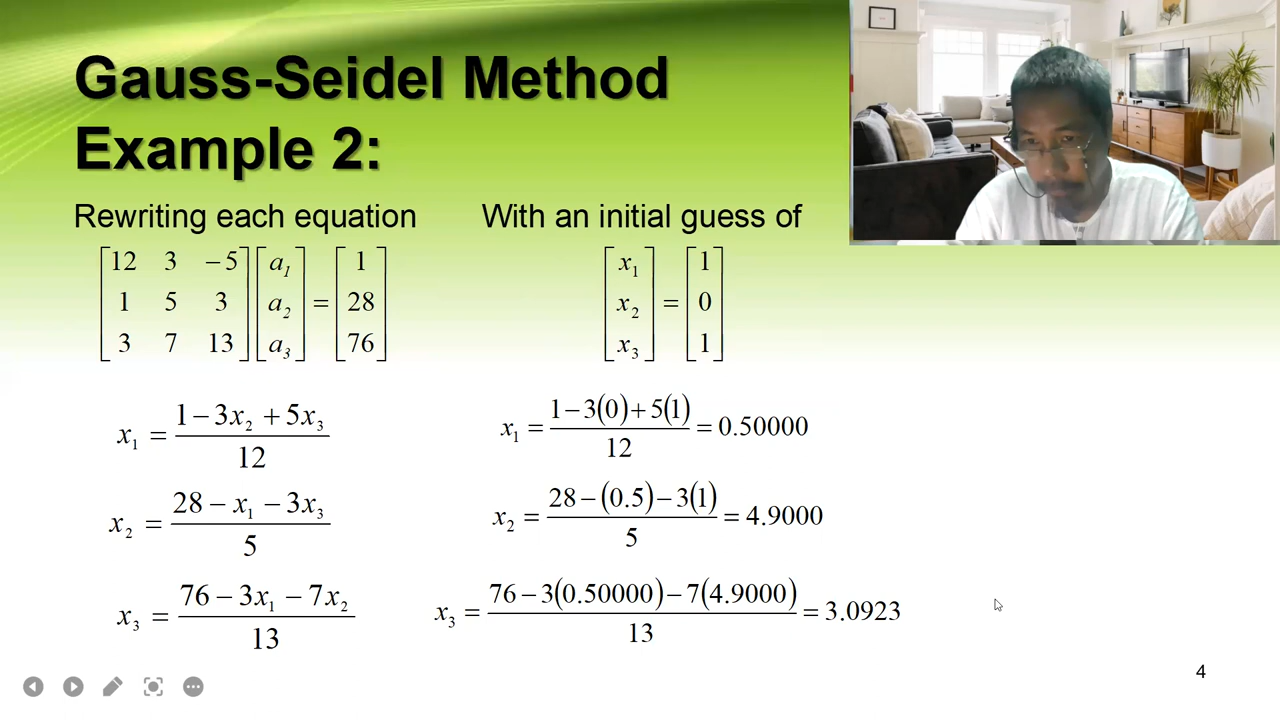 Gauss-Seidel Method
Example 2:
Rewriting each equation
[12 3 −5; 1 5 3; 3 7 13] [a₁; a₂; a₃] = [1; 28; 76]
x₁ = (1 − 3x₂ + 5x₃) / 12
x₂ = (28 − x₁ − 3x₃) / 5
x₃ = (76 − 3x₁ − 7x₂) / 13
With an initial guess of
[x₁; x₂; x₃] = [1; 0; 1]
x₁ = (1 − 3(0) + 5(1)) / 12 = 0.50000
x₂ = (28 − (0.5) − 3(1)) / 5 = 4.9000
x₃ = (76 − 3(0.50000) − 7(4.9000)) / 13 = 3.0923
4